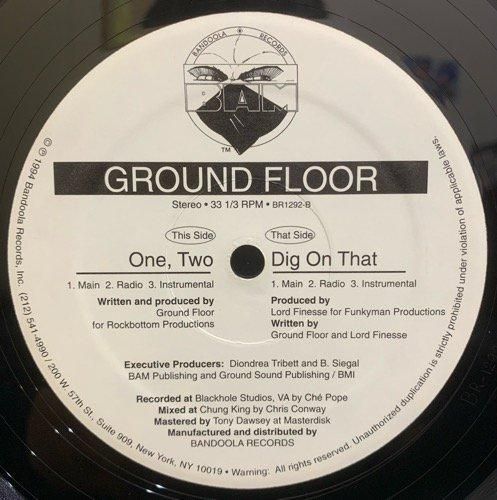 BANDOOLA RECORDS
BAM
TM
GROUND FLOOR
Stereo • 33 1/3 RPM • BR1292-B
This Side
One, Two
1. Main 2. Radio 3. Instrumental
Written and produced by
Ground Floor
for Rockbottom Productions
That Side
Dig On That
1. Main 2. Radio 3. Instrumental
Produced by
Lord Finesse for Funkyman Productions
Written by
Ground Floor and Lord Finesse
Executive Producers: Diondrea Tribett and B. Siegal
BAM Publishing and Ground Sound Publishing / BMI
Recorded at Blackhole Studios, VA by Ché Pope
Mixed at Chung King by Chris Conway
Mastered by Tony Dawsey at Masterdisk
Manufactured and distributed by
BANDOOLA RECORDS
℗ © 1994 Bandoola Records, Inc. (212) 541-4990 / 200 W 57th St., Suite 909, New York, NY 10019 • Warning: All rights reserved. Unauthorized duplication is strictly prohibited under violation of applicable laws.